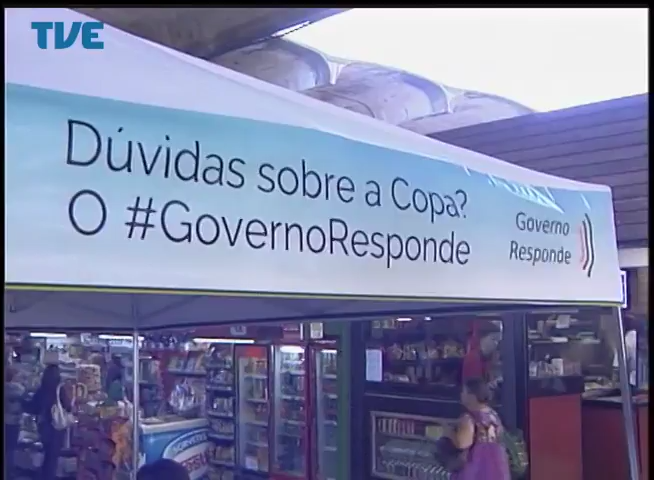 TVE
Dúvidas sobre a Copa?
O #GovernoResponde
Governo
Responde